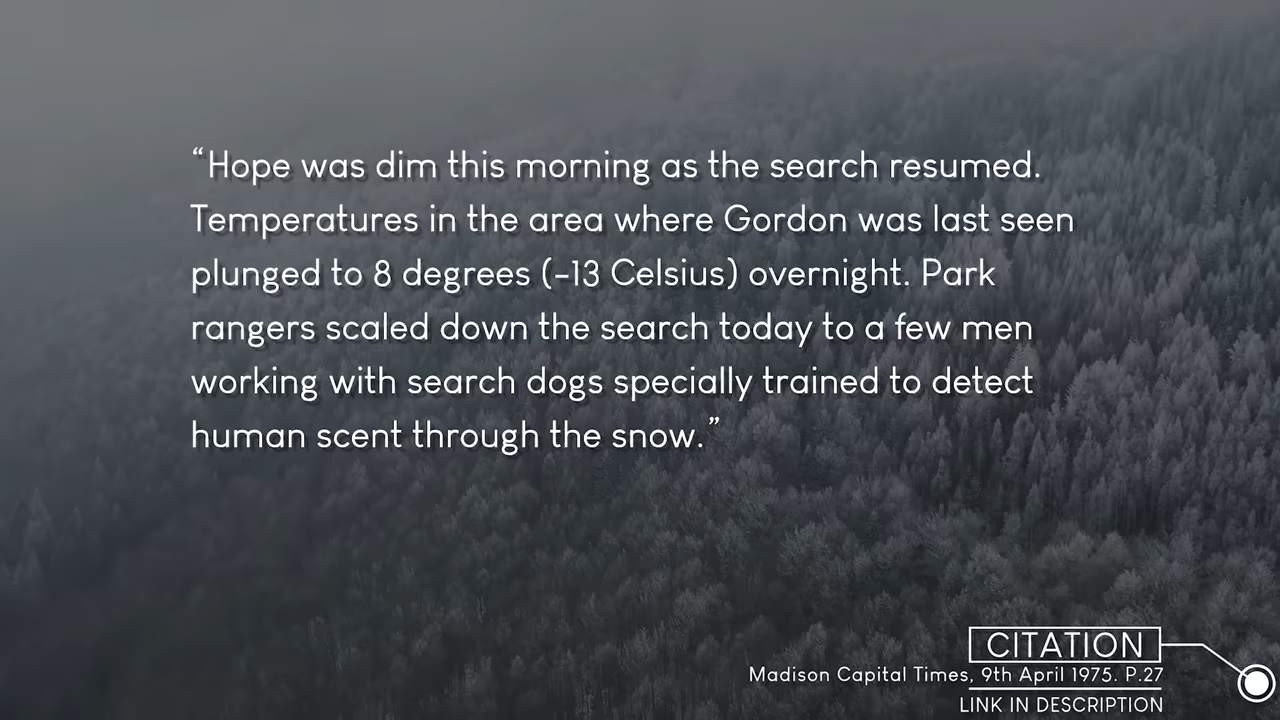 “Hope was dim this morning as the search resumed.
Temperatures in the area where Gordon was last seen
plunged to 8 degrees (-13 Celsius) overnight. Park
rangers scaled down the search today to a few men
working with search dogs specially trained to detect
human scent through the snow.”
CITATION
Madison Capital Times, 9th April 1975. P.27
LINK IN DESCRIPTION